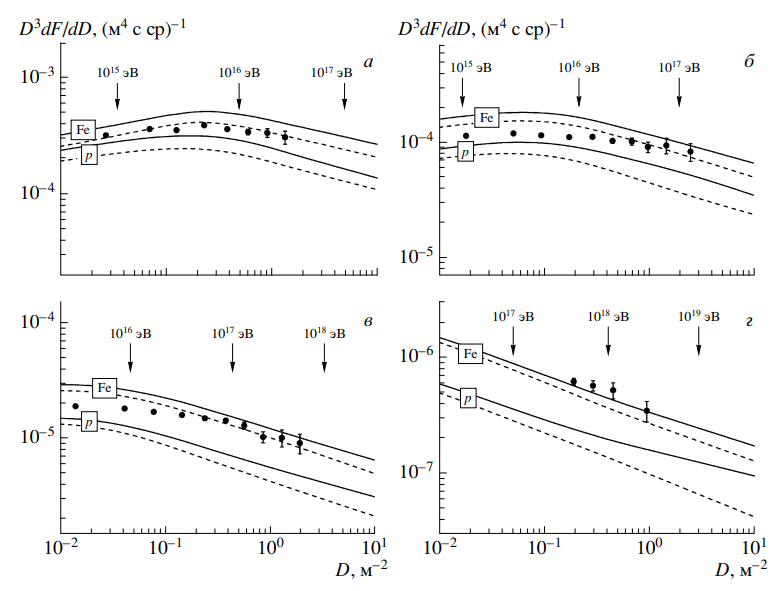 D³dF/dD, (м⁴ с ср)⁻¹ D³dF/dD, (м⁴ с ср)⁻¹
10¹⁵ эВ 10¹⁶ эВ 10¹⁷ эВ а
10¹⁵ эВ 10¹⁶ эВ 10¹⁷ эВ б
10⁻³
Fe
p
10⁻⁴
Fe
10⁻⁴
p
10⁻⁵
10⁻⁴
10¹⁶ эВ 10¹⁷ эВ 10¹⁸ эВ в
Fe
p
10⁻⁵
10¹⁷ эВ 10¹⁸ эВ 10¹⁹ эВ г
10⁻⁶
Fe
p
10⁻⁷
10⁻² 10⁻¹ 10⁰ 10¹ 10⁻² 10⁻¹ 10⁰ 10¹
D, м⁻² D, м⁻²